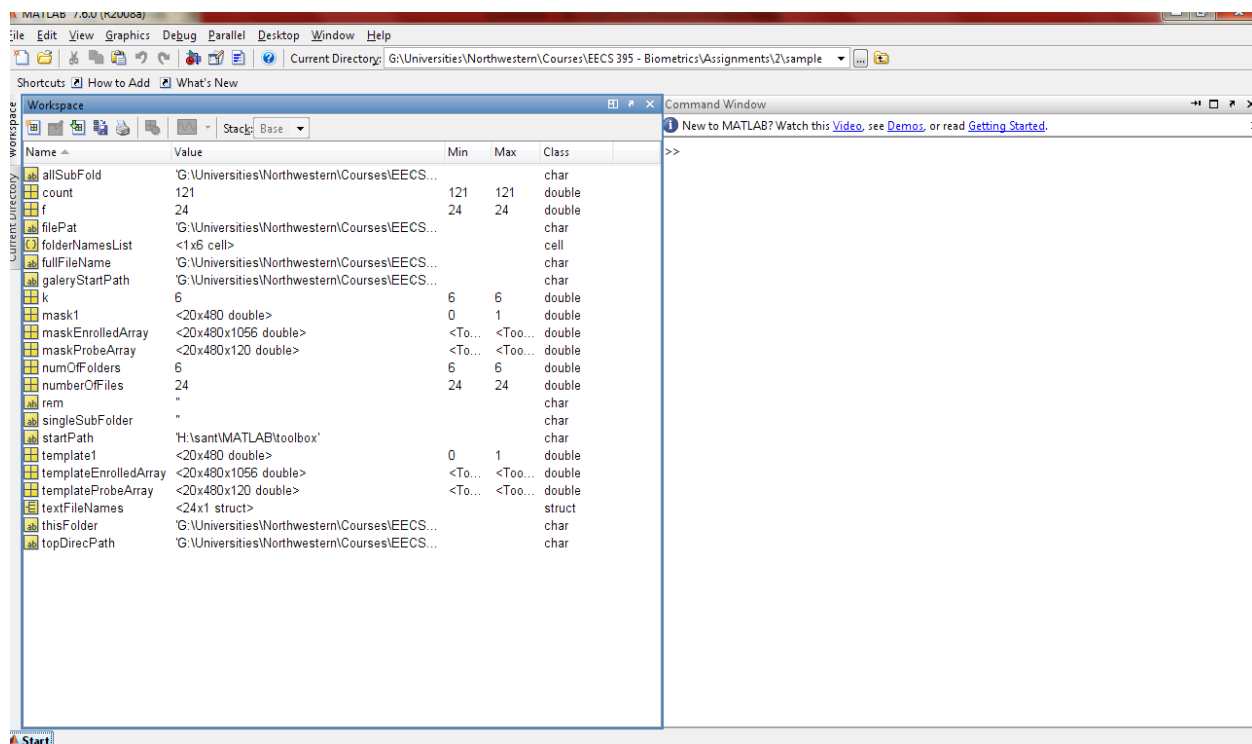 MATLAB 7.6.0 (R2008a)
File Edit View Graphics Debug Parallel Desktop Window Help
Current Directory: G:\Universities\Northwestern\Courses\EECS 395 - Biometrics\Assignments\2\sample
Shortcuts How to Add What's New
Workspace
Current Directory
Workspace
Stack: Base
Name Value Min Max Class
allSubFold 'G:\Universities\Northwestern\Courses\EECS... char
count 121 121 121 double
f 24 24 24 double
filePat 'G:\Universities\Northwestern\Courses\EECS... char
folderNamesList <1x6 cell> cell
fullFileName 'G:\Universities\Northwestern\Courses\EECS... char
galeryStartPath 'G:\Universities\Northwestern\Courses\EECS... char
k 6 6 6 double
mask1 <20x480 double> 0 1 double
maskEnrolledArray <20x480x1056 double> <To... <Too... double
maskProbeArray <20x480x120 double> <To... <Too... double
numOfFolders 6 6 6 double
numberOfFiles 24 24 24 double
rem '' char
singleSubFolder '' char
startPath 'H:\sant\MATLAB\toolbox' char
template1 <20x480 double> 0 1 double
templateEnrolledArray <20x480x1056 double> <To... <Too... double
templateProbeArray <20x480x120 double> <To... <Too... double
textFileNames <24x1 struct> struct
thisFolder 'G:\Universities\Northwestern\Courses\EECS... char
topDirecPath 'G:\Universities\Northwestern\Courses\EECS... char
Command Window
New to MATLAB? Watch this Video, see Demos, or read Getting Started.
>>
Start